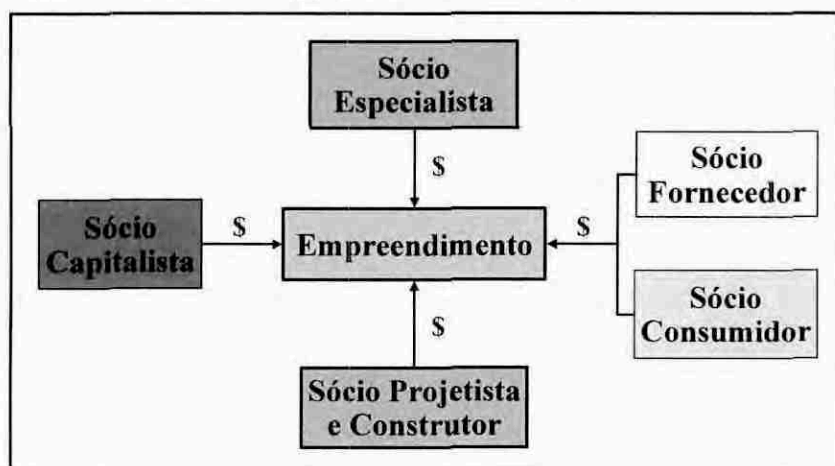 Sócio
Especialista
$
Sócio
Fornecedor
Sócio
Capitalista
$
Empreendimento
$
Sócio
Consumidor
$
Sócio Projetista
e Construtor